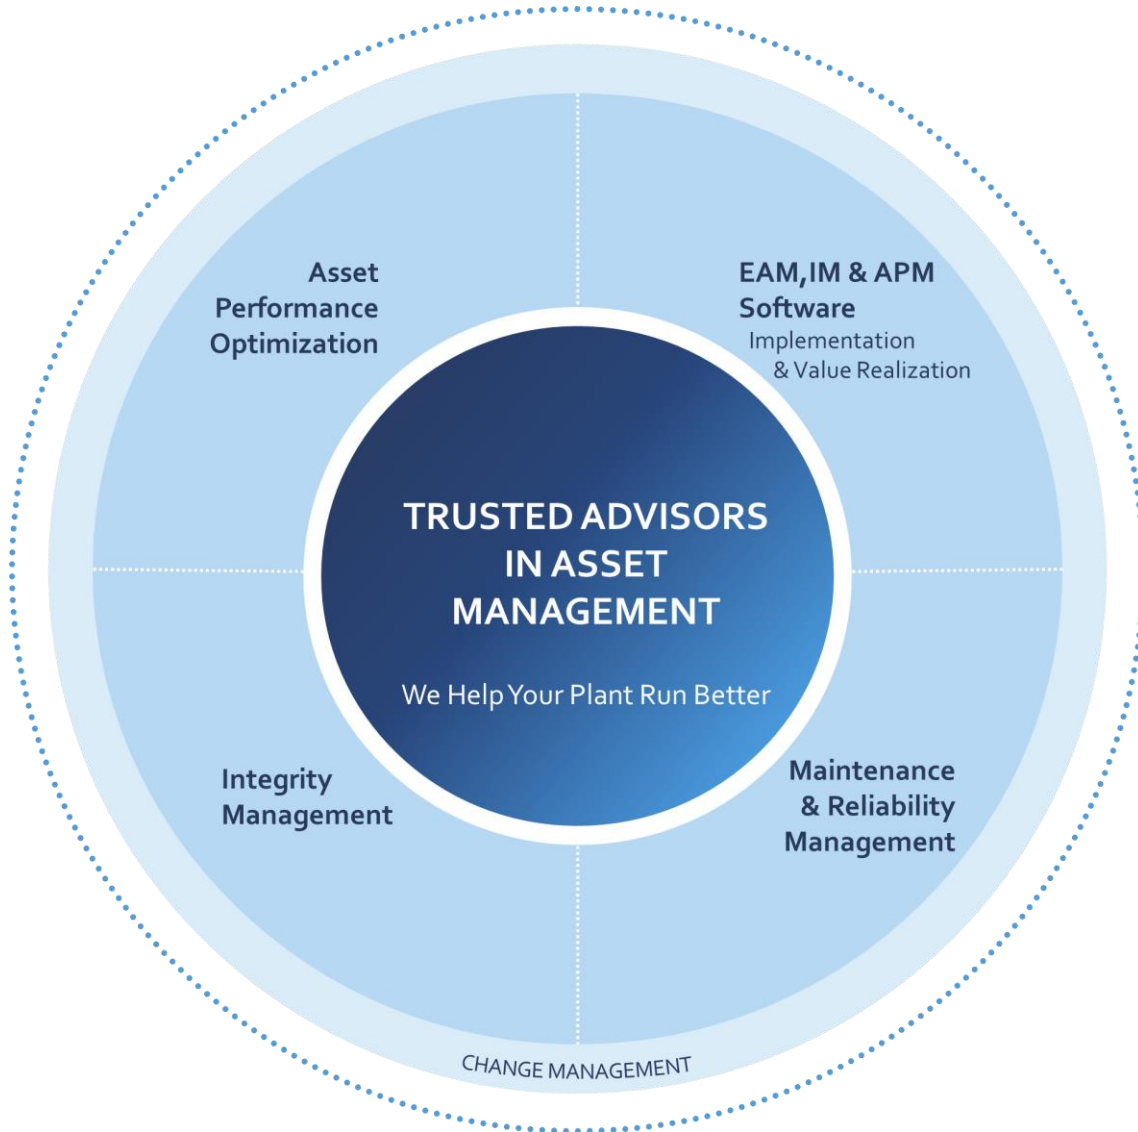 Asset
Performance
Optimization
EAM,IM & APM
Software
Implementation
& Value Realization
TRUSTED ADVISORS
IN ASSET
MANAGEMENT
We Help Your Plant Run Better
Integrity
Management
Maintenance
& Reliability
Management
CHANGE MANAGEMENT